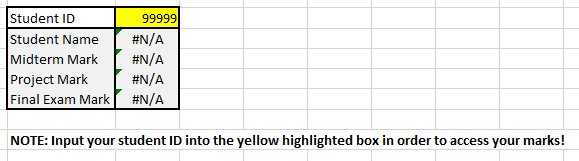 Student ID 99999
Student Name #N/A
Midterm Mark #N/A
Project Mark #N/A
Final Exam Mark #N/A
NOTE: Input your student ID into the yellow highlighted box in order to access your marks!